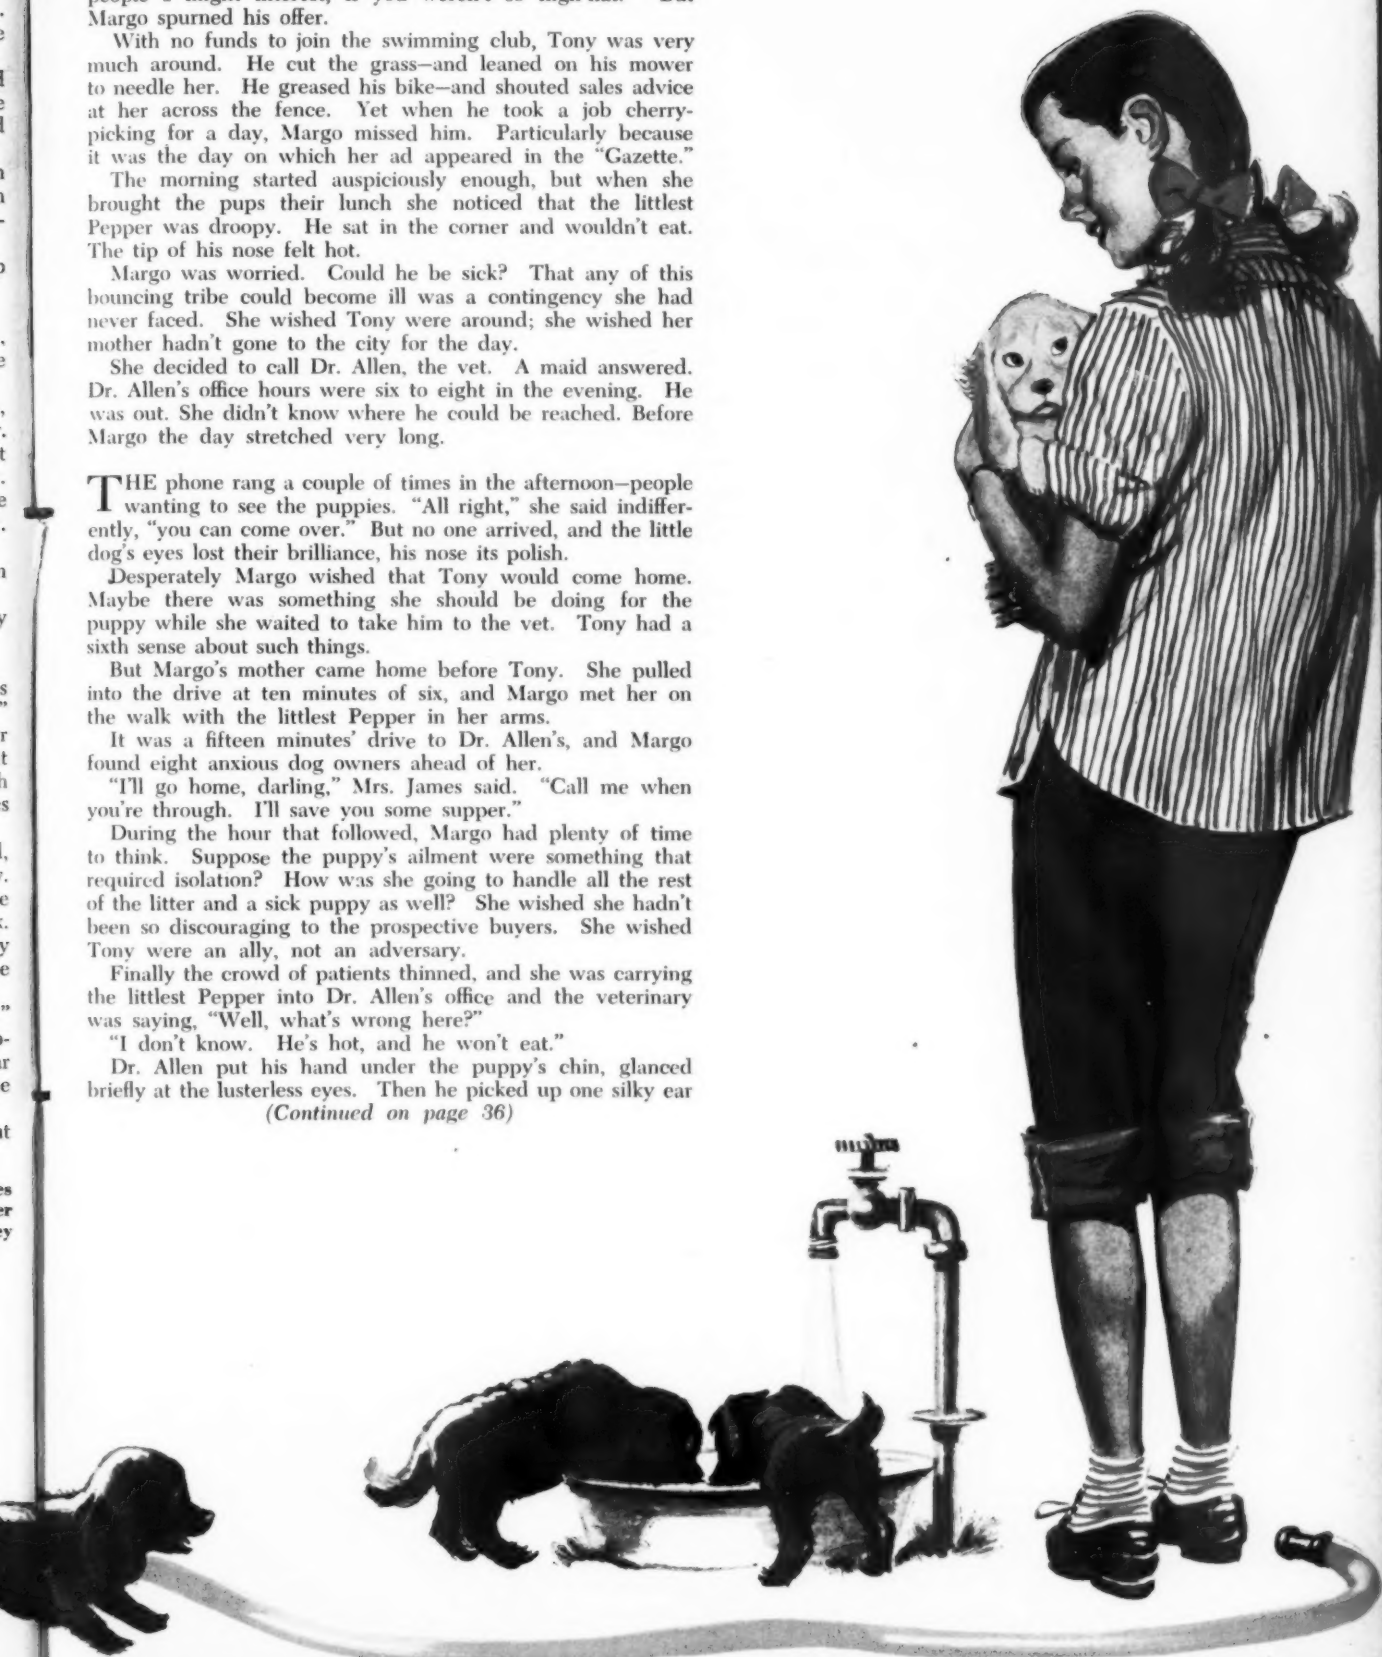 Margo spurned his offer.
With no funds to join the swimming club, Tony was very
much around. He cut the grass—and leaned on his mower
to needle her. He greased his bike—and shouted sales advice
at her across the fence. Yet when he took a job cherry-
picking for a day, Margo missed him. Particularly because
it was the day on which her ad appeared in the "Gazette."
The morning started auspiciously enough, but when she
brought the pups their lunch she noticed that the littlest
Pepper was droopy. He sat in the corner and wouldn't eat.
The tip of his nose felt hot.
Margo was worried. Could he be sick? That any of this
bouncing tribe could become ill was a contingency she had
never faced. She wished Tony were around; she wished her
mother hadn't gone to the city for the day.
She decided to call Dr. Allen, the vet. A maid answered.
Dr. Allen's office hours were six to eight in the evening. He
was out. She didn't know where he could be reached. Before
Margo the day stretched very long.
THE phone rang a couple of times in the afternoon—people
wanting to see the puppies. "All right," she said indiffer-
ently, "you can come over." But no one arrived, and the little
dog's eyes lost their brilliance, his nose its polish.
Desperately Margo wished that Tony would come home.
Maybe there was something she should be doing for the
puppy while she waited to take him to the vet. Tony had a
sixth sense about such things.
But Margo's mother came home before Tony. She pulled
into the drive at ten minutes of six, and Margo met her on
the walk with the littlest Pepper in her arms.
It was a fifteen minutes' drive to Dr. Allen's, and Margo
found eight anxious dog owners ahead of her.
"I'll go home, darling," Mrs. James said. "Call me when
you're through. I'll save you some supper."
During the hour that followed, Margo had plenty of time
to think. Suppose the puppy's ailment were something that
required isolation? How was she going to handle all the rest
of the litter and a sick puppy as well? She wished she hadn't
been so discouraging to the prospective buyers. She wished
Tony were an ally, not an adversary.
Finally the crowd of patients thinned, and she was carrying
the littlest Pepper into Dr. Allen's office and the veterinary
was saying, "Well, what's wrong here?"
"I don't know. He's hot, and he won't eat."
Dr. Allen put his hand under the puppy's chin, glanced
briefly at the lusterless eyes. Then he picked up one silky ear
(Continued on page 36)